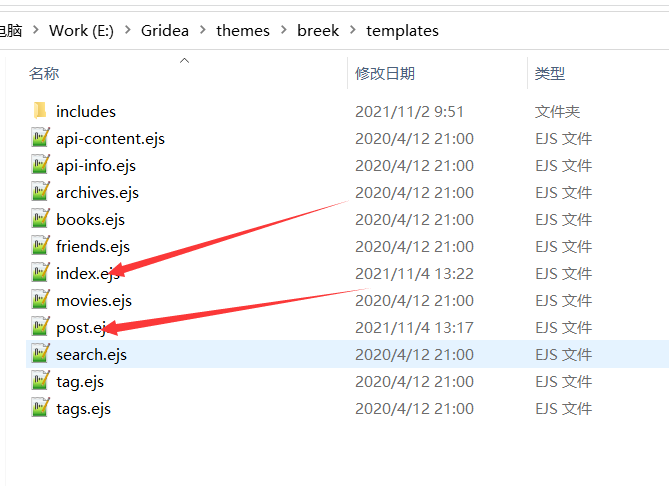 电脑 > Work (E:) > Gridea > themes > breek > templates
名称 修改日期 类型
includes 2021/11/2 9:51 文件夹
api-content.ejs 2020/4/12 21:00 EJS 文件
api-info.ejs 2020/4/12 21:00 EJS 文件
archives.ejs 2020/4/12 21:00 EJS 文件
books.ejs 2020/4/12 21:00 EJS 文件
friends.ejs 2020/4/12 21:00 EJS 文件
index.ejs 2021/11/4 13:22 EJS 文件
movies.ejs 2020/4/12 21:00 EJS 文件
post.ejs 2021/11/4 13:17 EJS 文件
search.ejs 2020/4/12 21:00 EJS 文件
tag.ejs 2020/4/12 21:00 EJS 文件
tags.ejs 2020/4/12 21:00 EJS 文件